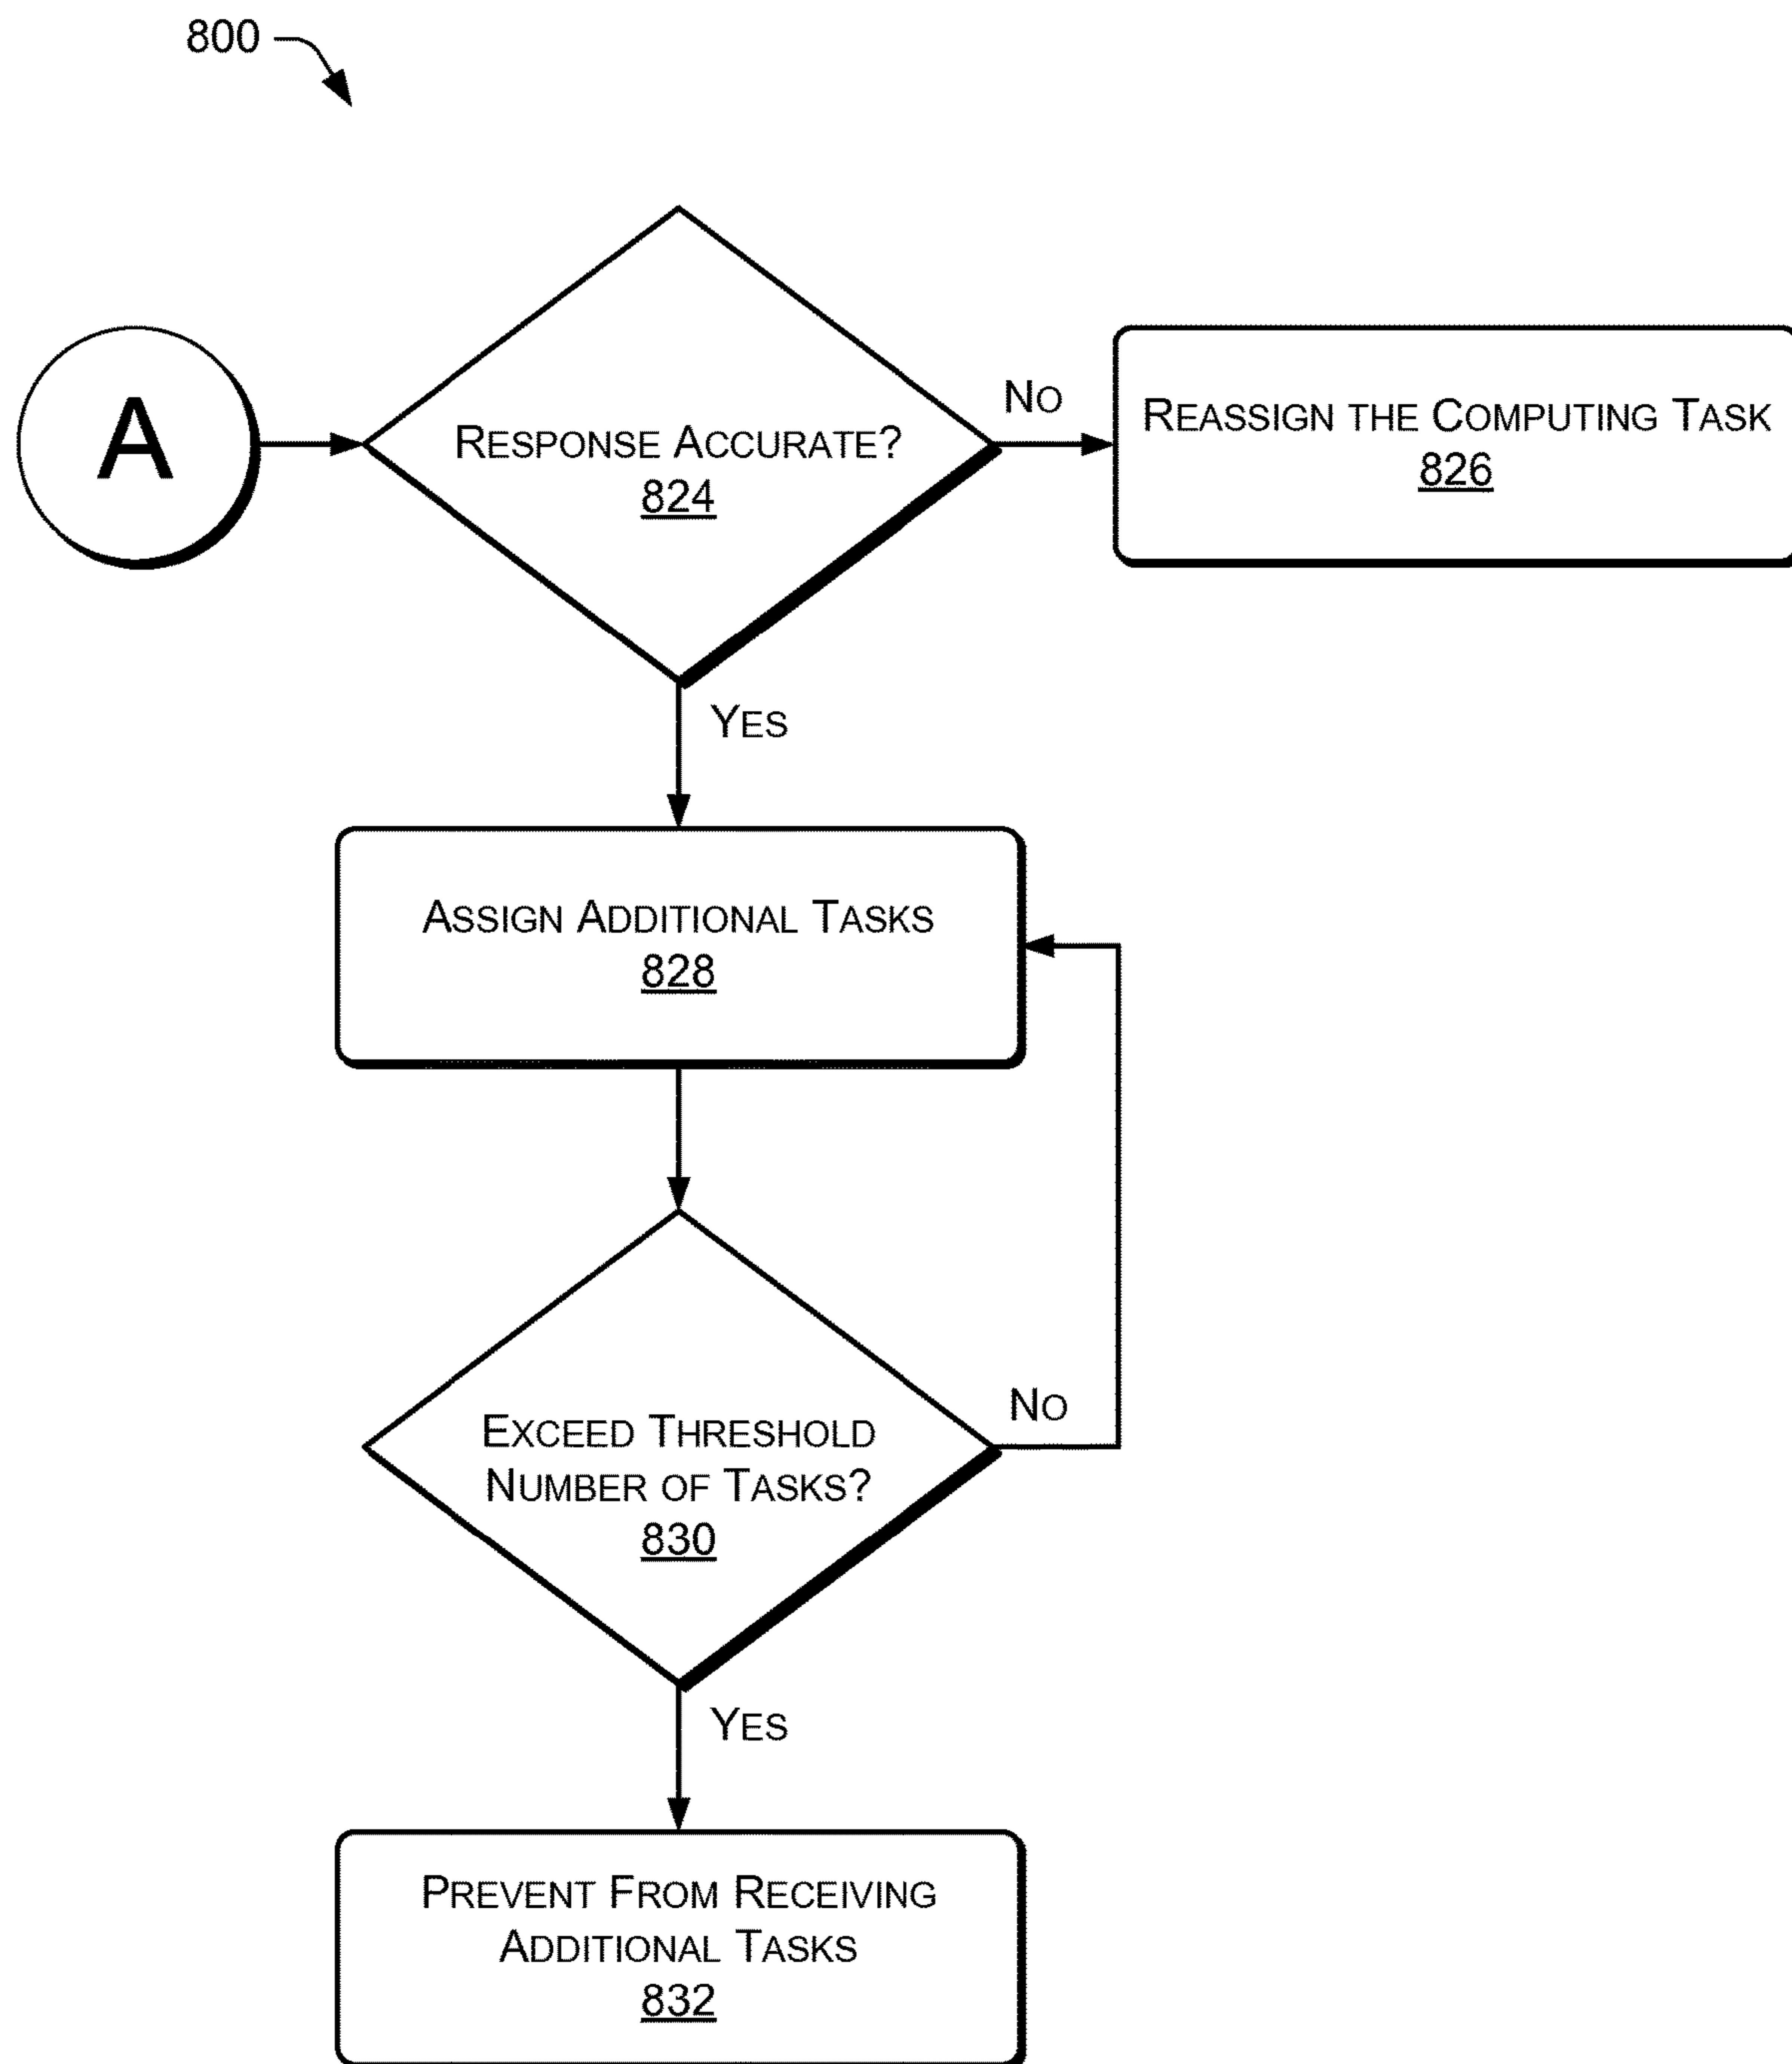 800
A
RESPONSE ACCURATE?
824
NO
REASSIGN THE COMPUTING TASK
826
YES
ASSIGN ADDITIONAL TASKS
828
EXCEED THRESHOLD
NUMBER OF TASKS?
830
NO
YES
PREVENT FROM RECEIVING
ADDITIONAL TASKS
832